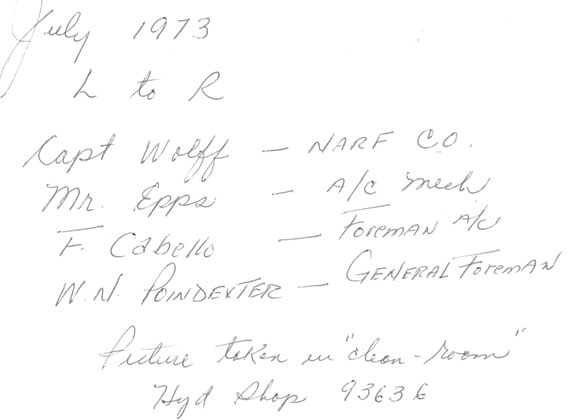 July 1973
L to R
Capt Wolff — NARF C.O.
Mr. Epps — A/c Mech
F. Cabello — Foreman A/c
W.N. POINDEXTER — GENERAL Foreman
Picture taken in "clean-room"
Hyd Shop 93636